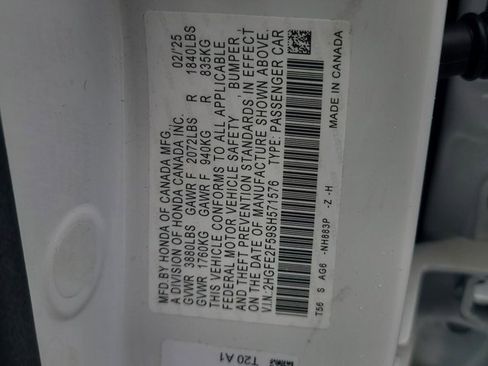 MFD.BY HONDA OF CANADA MFG.,
A DIVISION OF HONDA CANADA INC. 02/'25
GVWR 3880LBS GAWR F 2072LBS R 1840LBS
GVWR 1760KG GAWR F 940KG R 835KG
THIS VEHICLE CONFORMS TO ALL APPLICABLE
FEDERAL MOTOR VEHICLE SAFETY BUMPER,
AND THEFT PREVENTION STANDARDS IN EFFECT
ON THE DATE OF MANUFACTURE SHOWN ABOVE.
V.I.N:2HGFE2F59SH571576 TYPE: PASSENGER CAR
T56 S AG6 -NH883P -Z -H
MADE IN CANADA
T20 A1